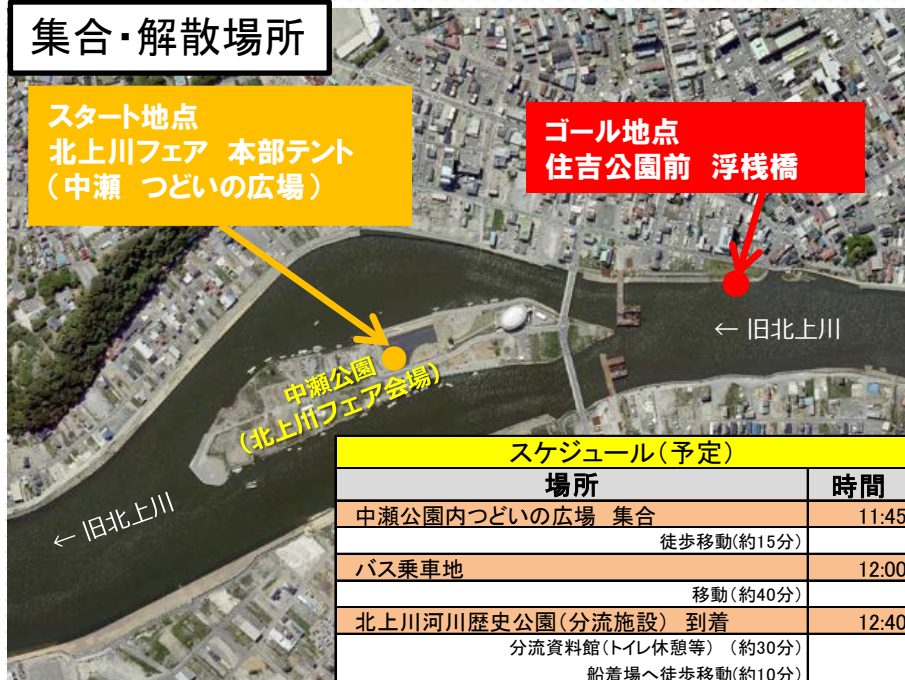 集合・解散場所
スタート地点
北上川フェア　本部テント
（中瀬　つどいの広場）
ゴール地点
住吉公園前　浮桟橋
← 旧北上川
中瀬公園
（北上川フェア会場）
← 旧北上川
スケジュール（予定）
場所 時間
中瀬公園内つどいの広場　集合 11:45
徒歩移動(約15分)
バス乗車地 12:00
移動(約40分)
北上川河川歴史公園(分流施設)　到着 12:40
分流資料館(トイレ休憩等)　(約30分)
船着場へ徒歩移動(約10分)